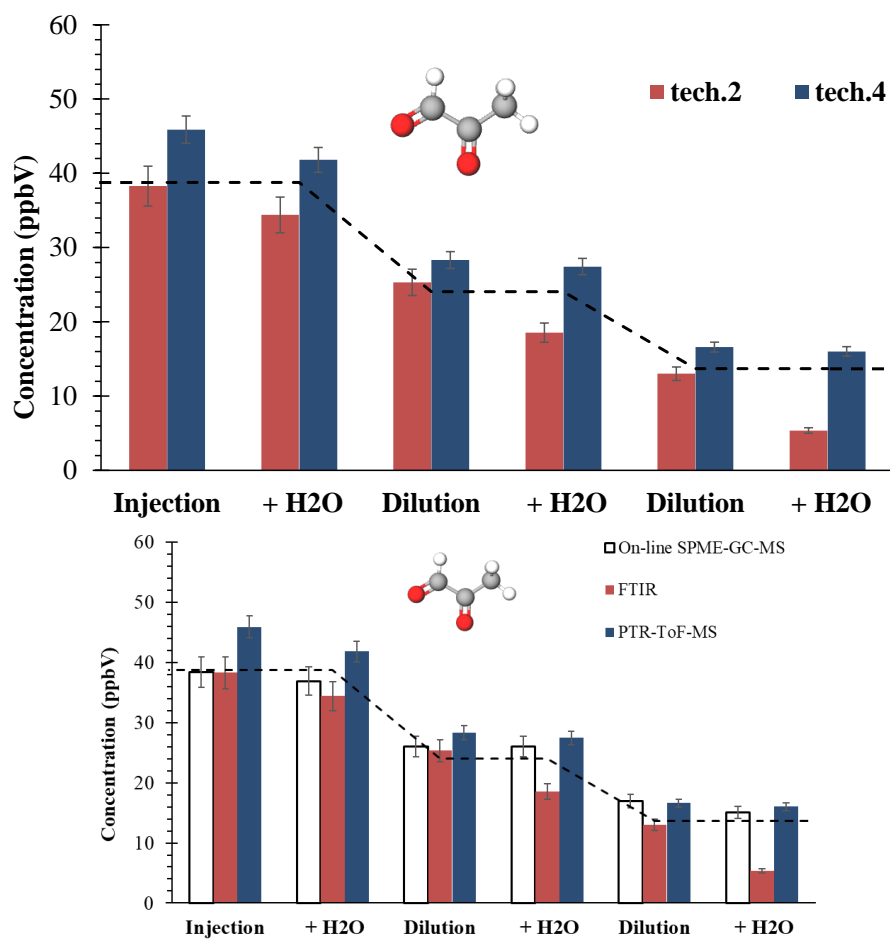 60
50
40
30
20
10
0
Concentration (ppbV)
tech.2 tech.4
Injection + H2O Dilution + H2O Dilution + H2O
60
50
40
30
20
10
0
Concentration (ppbV)
On-line SPME-GC-MS
FTIR
PTR-ToF-MS
Injection + H2O Dilution + H2O Dilution + H2O